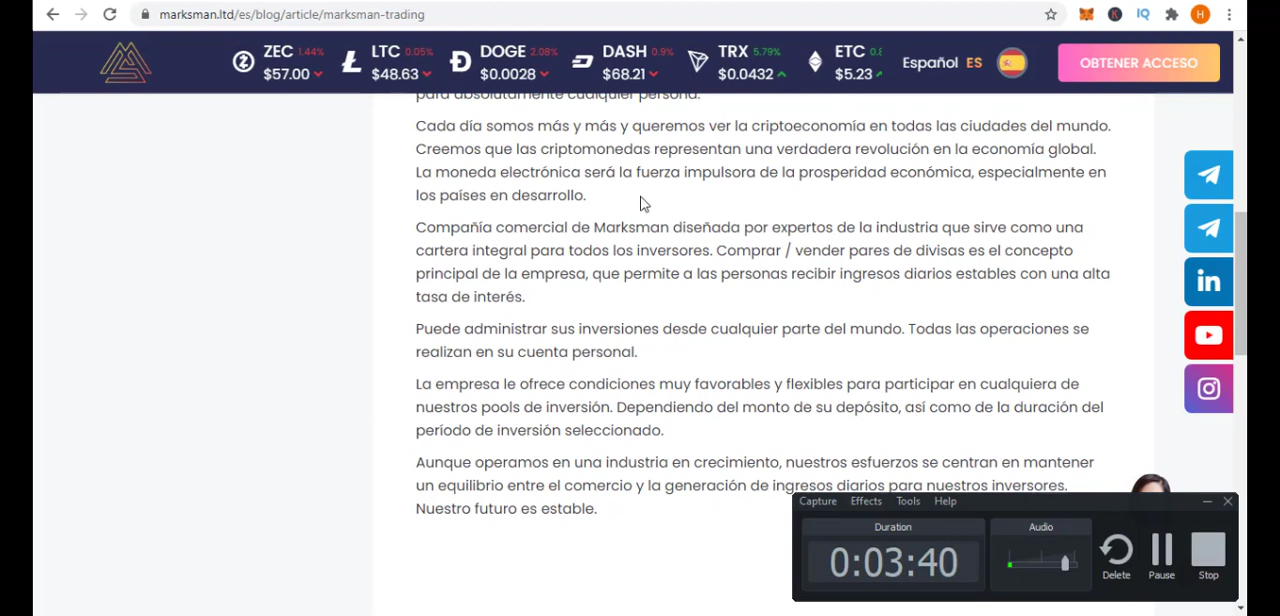 marksman.ltd/es/blog/article/marksman-trading
ZEC 1.44% LTC 0.05% DOGE 2.08% DASH 0.9% TRX 5.79% ETC
$57.00 $48.63 $0.0028 $68.21 $0.0432 $5.23
Español ES
OBTENER ACCESO
para absolutamente cualquier persona.
Cada día somos más y más y queremos ver la criptoeconomía en todas las ciudades del mundo.
Creemos que las criptomonedas representan una verdadera revolución en la economía global.
La moneda electrónica será la fuerza impulsora de la prosperidad económica, especialmente en
los países en desarrollo.
Compañía comercial de Marksman diseñada por expertos de la industria que sirve como una
cartera integral para todos los inversores. Comprar / vender pares de divisas es el concepto
principal de la empresa, que permite a las personas recibir ingresos diarios estables con una alta
tasa de interés.
Puede administrar sus inversiones desde cualquier parte del mundo. Todas las operaciones se
realizan en su cuenta personal.
La empresa le ofrece condiciones muy favorables y flexibles para participar en cualquiera de
nuestros pools de inversión. Dependiendo del monto de su depósito, así como de la duración del
período de inversión seleccionado.
Aunque operamos en una industria en crecimiento, nuestros esfuerzos se centran en mantener
un equilibrio entre el comercio y la generación de ingresos diarios para nuestros inversores.
Nuestro futuro es estable.
Capture Effects Tools Help
Duration
0:03:40
Audio
Delete Pause Stop